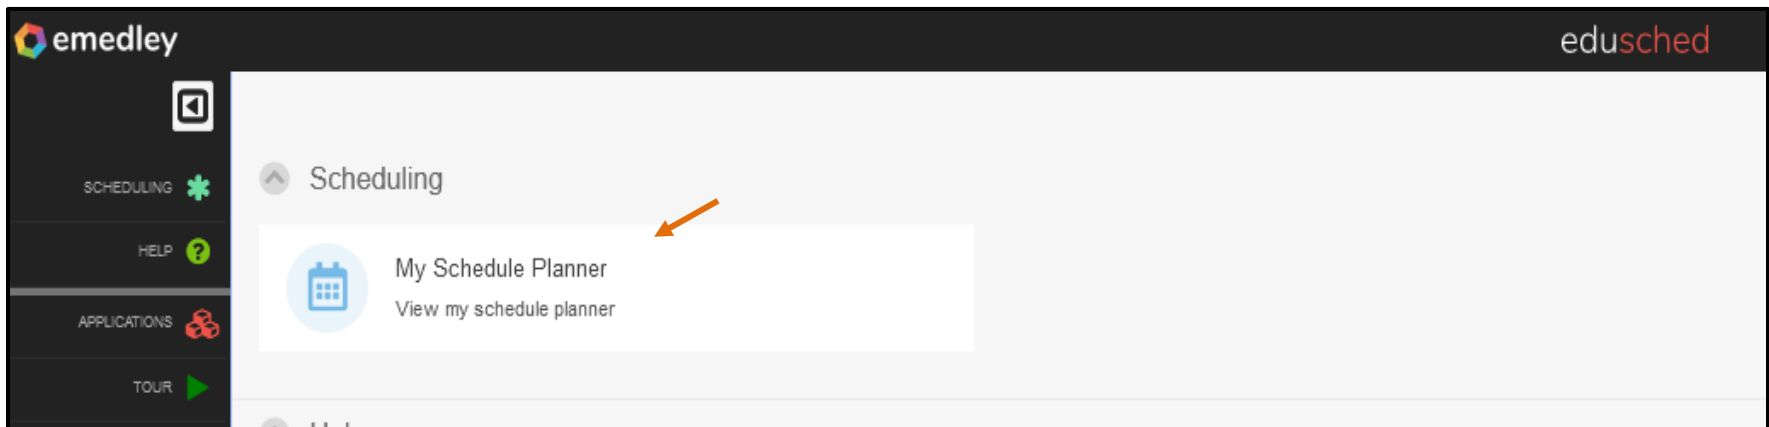 emedley
edusched
SCHEDULING
HELP
APPLICATIONS
TOUR
Scheduling
My Schedule Planner
View my schedule planner